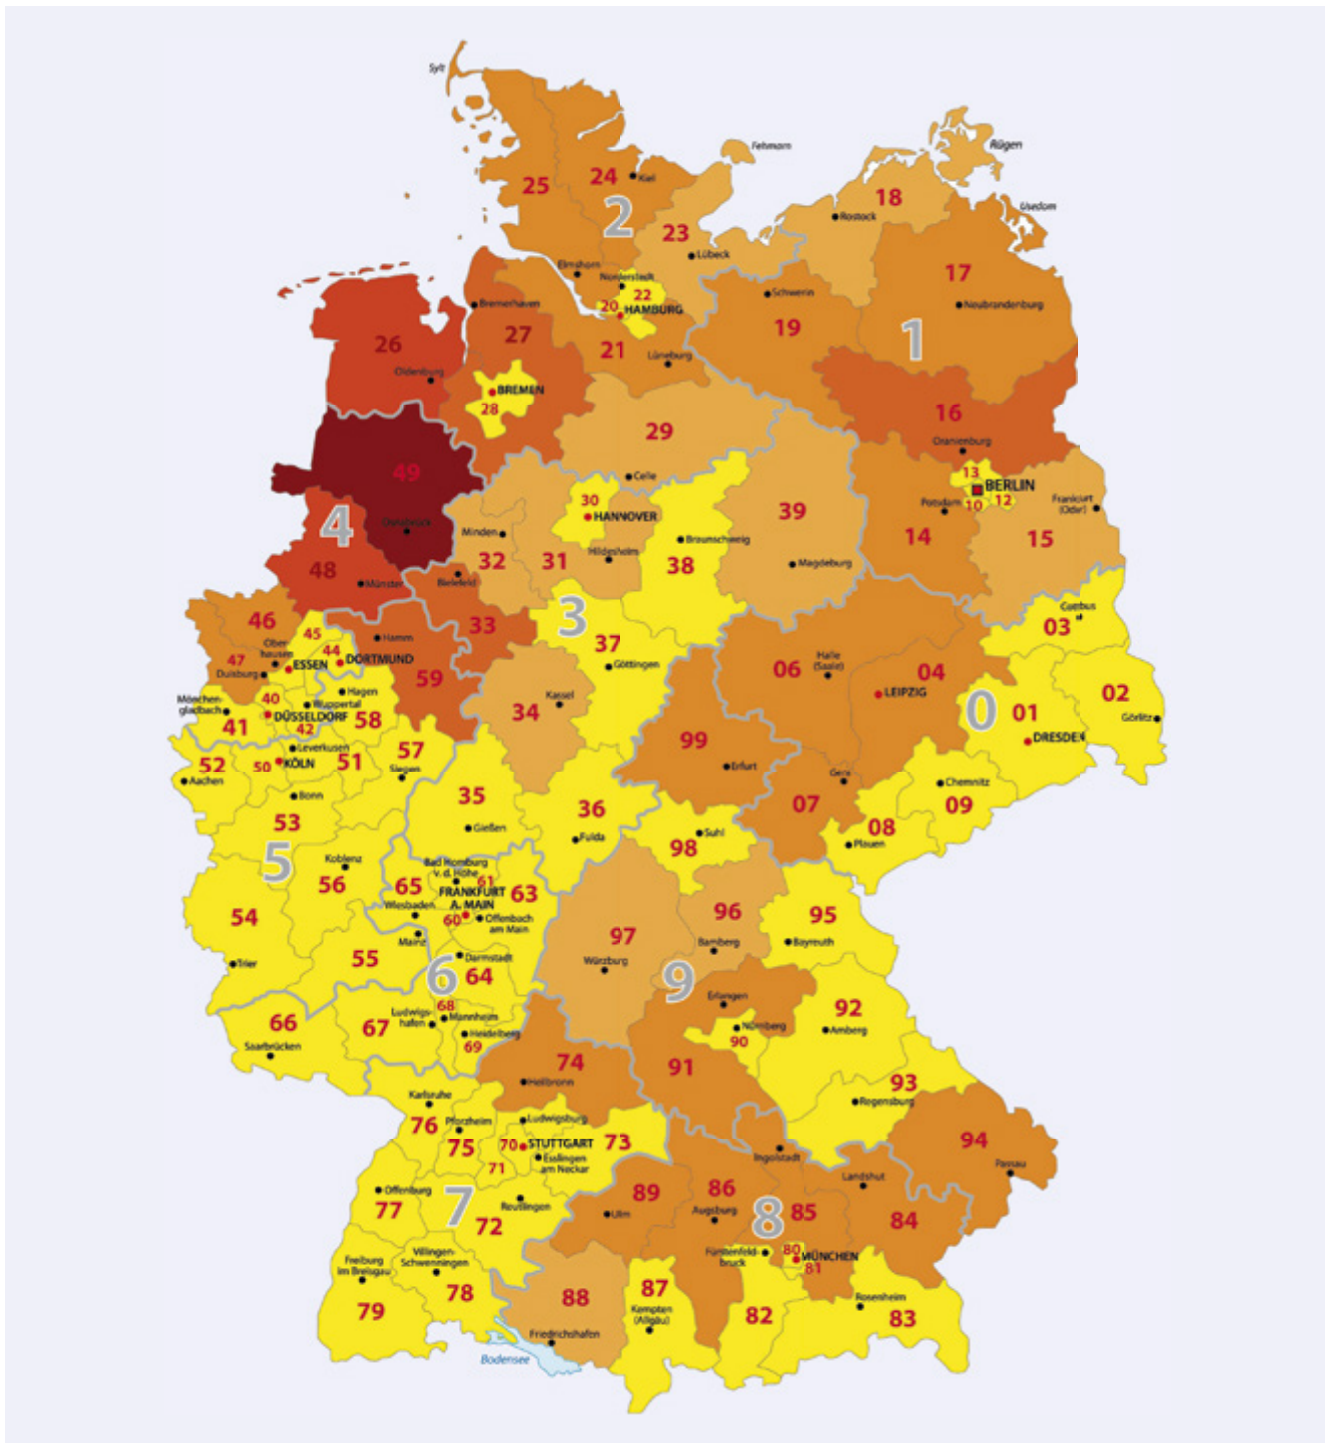 Sylt
Fehmarn
Rügen
24
Kiel
25
18
Usedom
2
Rostock
23
Lübeck
Elmshorn
17
Norderstedt
22
Schwerin
Neubrandenburg
Bremerhaven
20
HAMBURG
27
19
1
26
21
Lüneburg
Oldenburg
BREMEN
28
16
29
Oranienburg
49
Celle
13
BERLIN
30
HANNOVER
39
Potsdam
10
12
Frankfurt
(Oder)
4
Osnabrück
Minden
Braunschweig
14
15
32
31
Hildesheim
38
Magdeburg
48
Münster
Bielefeld
46
3
Cottbus
45
33
03
Hamm
37
Ober-
hausen
44
DORTMUND
Göttingen
06
Halle
(Saale)
04
47
ESSEN
Duisburg
59
LEIPZIG
02
Mönchen-
gladbach
40
Hagen
Wuppertal
Kassel
34
0
01
Görlitz
41
DÜSSELDORF
42
58
99
DRESDEN
52
Leverkusen
57
50
KÖLN
51
Siegen
Erfurt
Gera
Aachen
Chemnitz
Bonn
35
36
07
09
53
Gießen
Fulda
Suhl
08
98
Plauen
5
Koblenz
Bad Homburg
v. d. Höhe
56
65
61
FRANKFURT
A. MAIN
63
54
Wiesbaden
60
Offenbach
am Main
96
95
97
Bamberg
Bayreuth
Mainz
55
Darmstadt
Trier
6
64
Würzburg
9
Erlangen
66
67
68
Ludwigs-
hafen
Mannheim
92
Heidelberg
Nürnberg
Amberg
Saarbrücken
69
90
74
91
Heilbronn
93
Karlsruhe
Regensburg
76
Pforzheim
Ludwigsburg
75
70
STUTTGART
73
94
71
Esslingen
am Neckar
Ingolstadt
Passau
Offenburg
Landshut
77
7
Reutlingen
89
86
72
Ulm
Augsburg
8
85
84
Freiburg
im Breisgau
Villingen-
Schwenningen
Fürstenfeld-
bruck
80
MÜNCHEN
81
78
88
87
Rosenheim
79
Kempten
(Allgäu)
82
83
Friedrichshafen
Bodensee